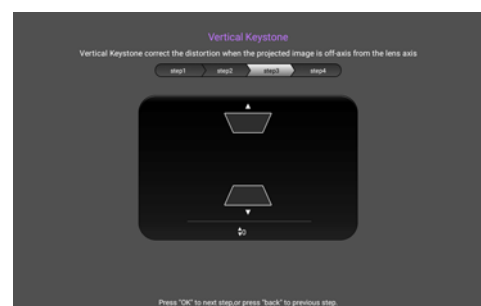 Vertical Keystone
Vertical Keystone correct the distortion when the projected image is off-axis from the lens axis
step1 step2 step3 step4
0
Press "OK" to next step,or press "back" to previous step.